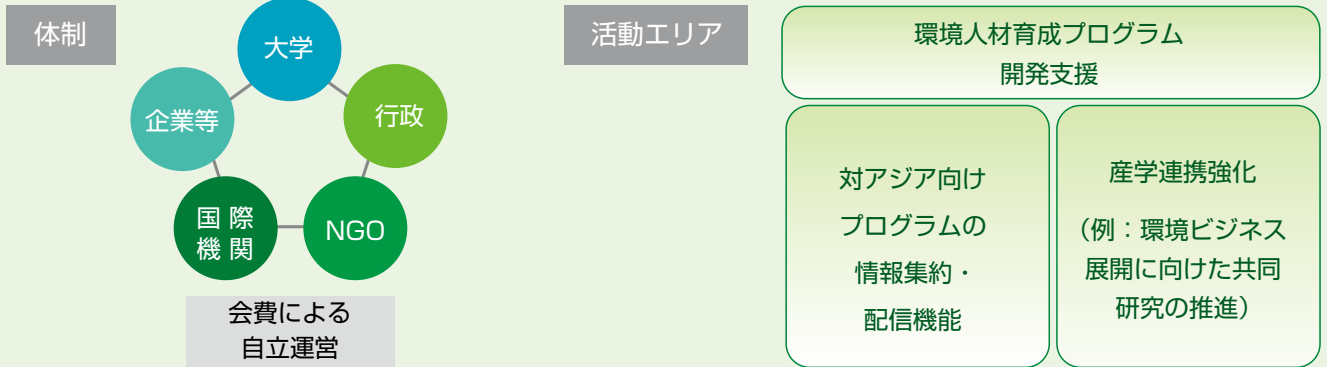 体制
大学
企業等
行政
国際
機関
NGO
会費による
自立運営
活動エリア
環境人材育成プログラム
開発支援
対アジア向け
プログラムの
情報集約・
配信機能
産学連携強化
（例：環境ビジネス
展開に向けた共同
研究の推進）